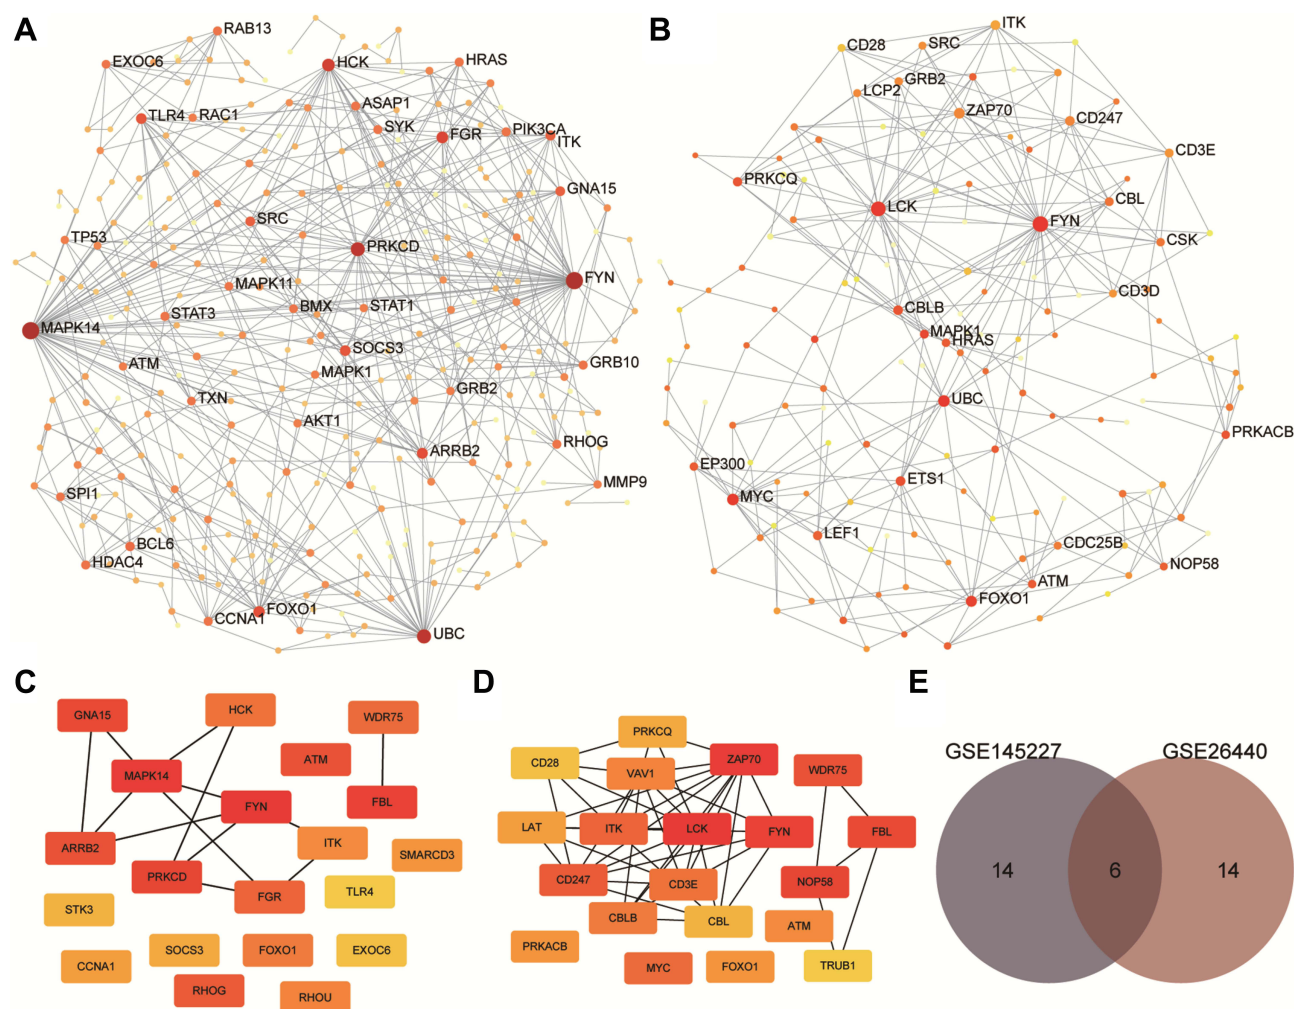 A
RAB13
EXOC6
HCK
HRAS
ASAP1
TLR4
RAC1
SYK
FGR
PIK3CA
ITK
GNA15
SRC
TP53
PRKCD
FYN
MAPK11
BMX
STAT1
STAT3
MAPK14
SOCS3
ATM
MAPK1
GRB10
TXN
GRB2
AKT1
RHOG
ARRB2
MMP9
SPI1
BCL6
HDAC4
FOXO1
CCNA1
UBC
B
ITK
CD28
SRC
GRB2
LCP2
ZAP70
CD247
CD3E
PRKCQ
CBL
LCK
FYN
CSK
CD3D
CBLB
MAPK1
HRAS
UBC
PRKACB
EP300
ETS1
MYC
LEF1
CDC25B
NOP58
ATM
FOXO1
C
GNA15
HCK
WDR75
ATM
MAPK14
FYN
FBL
ARRB2
ITK
SMARCD3
PRKCD
FGR
TLR4
STK3
SOCS3
FOXO1
EXOC6
CCNA1
RHOG
RHOU
D
PRKCQ
CD28
VAV1
ZAP70
WDR75
LAT
ITK
LCK
FYN
FBL
CD247
CD3E
NOP58
CBLB
CBL
ATM
PRKACB
MYC
FOXO1
TRUB1
E
GSE145227
GSE26440
14
6
14